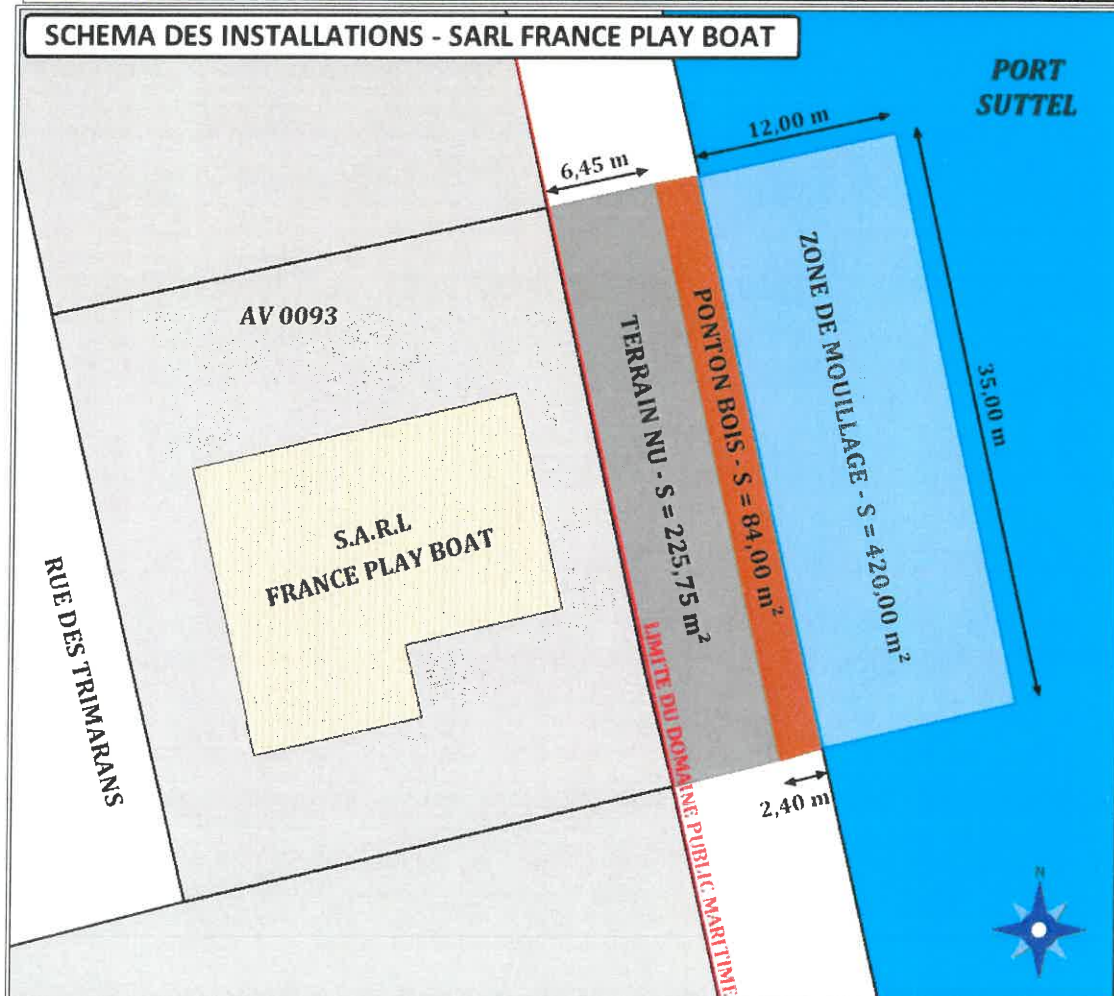 SCHEMA DES INSTALLATIONS - SARL FRANCE PLAY BOAT
PORT
SUTTEL
12,00 m
6,45 m
AV 0093
ZONE DE MOUILLAGE - S = 420,00 m²
PONTON BOIS - S = 84,00 m²
TERRAIN NU - S = 225,75 m²
35,00 m
S.A.R.L
FRANCE PLAY BOAT
RUE DES TRIMARANS
LIMITE DU DOMAINE PUBLIC MARITIME
2,40 m
N